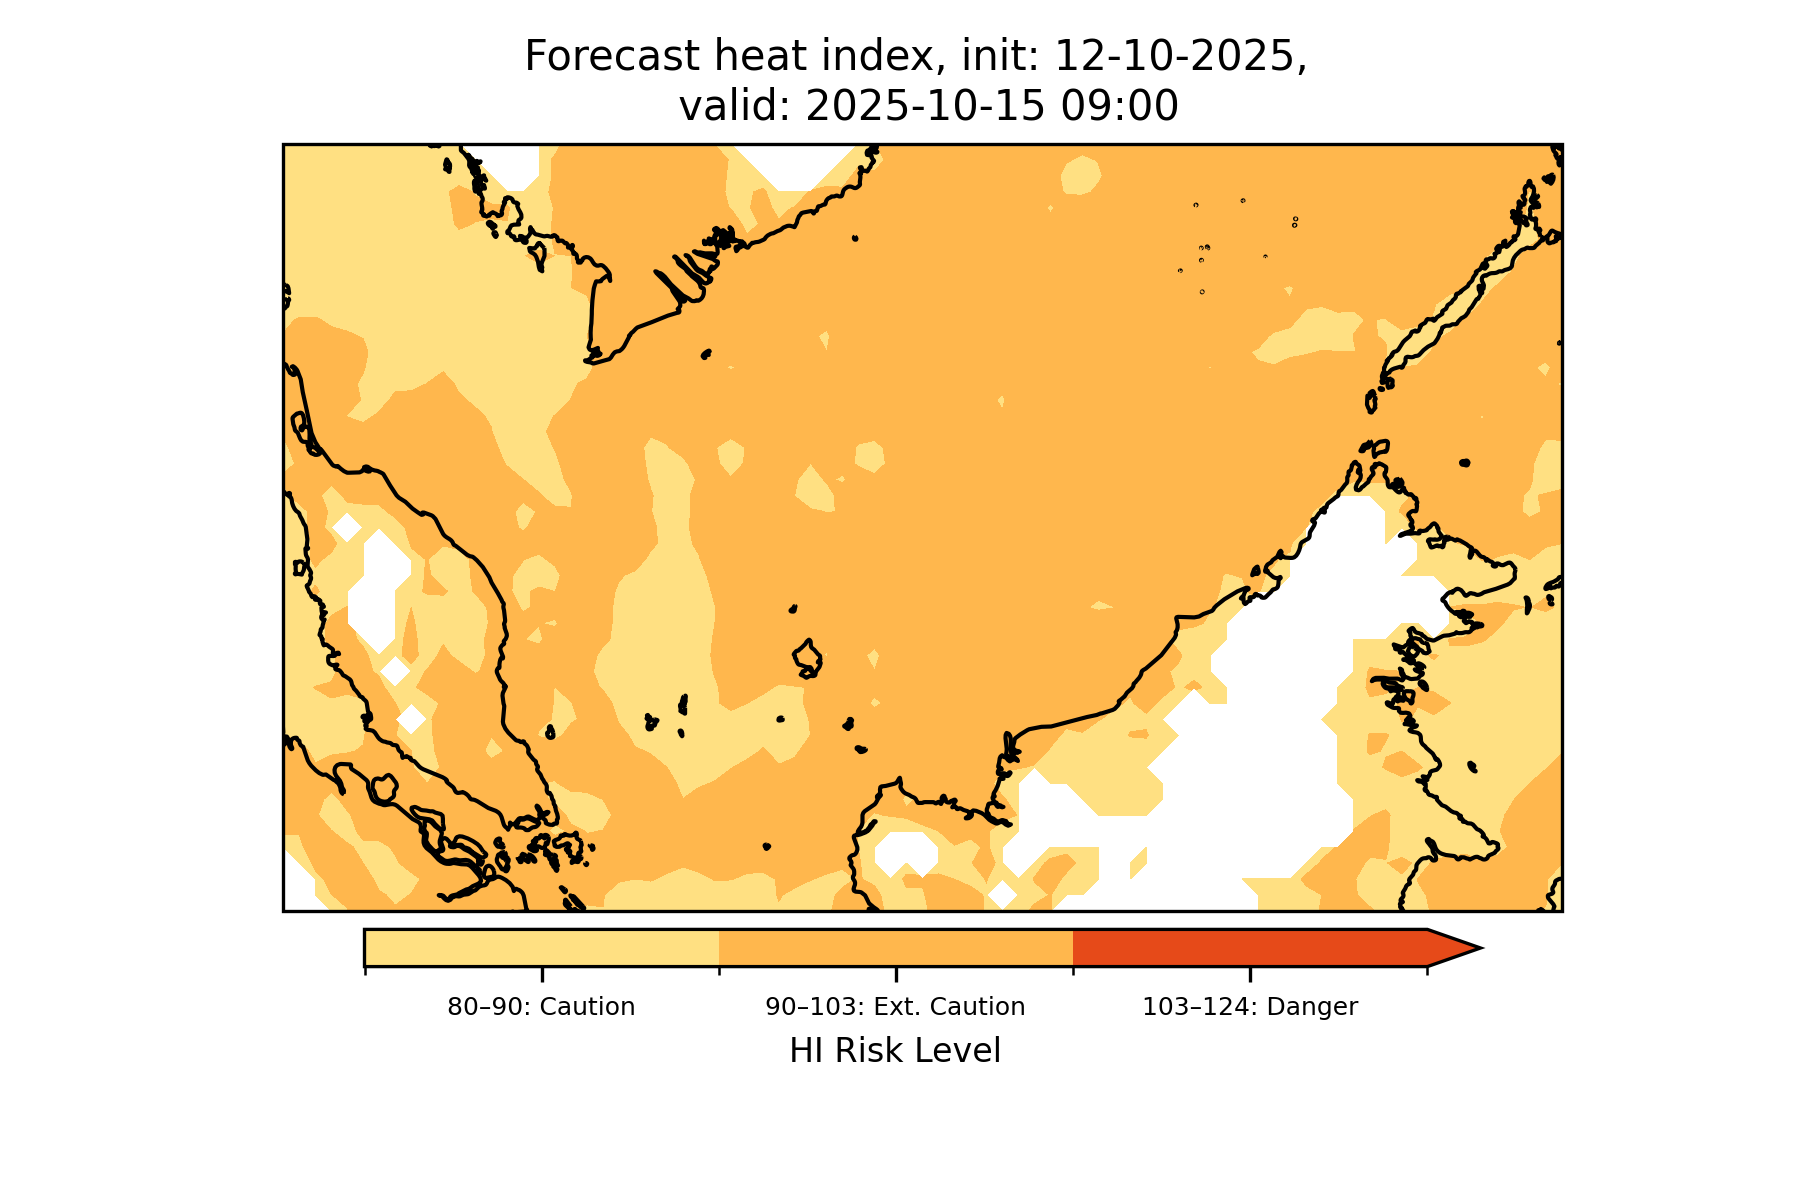 Forecast heat index, init: 12-10-2025,
valid: 2025-10-15 09:00
80–90: Caution
90–103: Ext. Caution
103–124: Danger
HI Risk Level